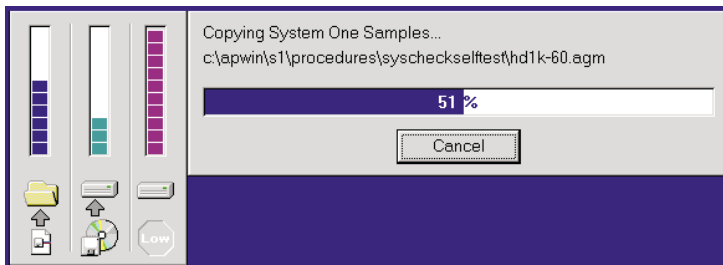 Copying System One Samples...
c:\apwin\s1\procedures\syscheckselftest\hd1k-60.agm
51 %
Cancel
Low